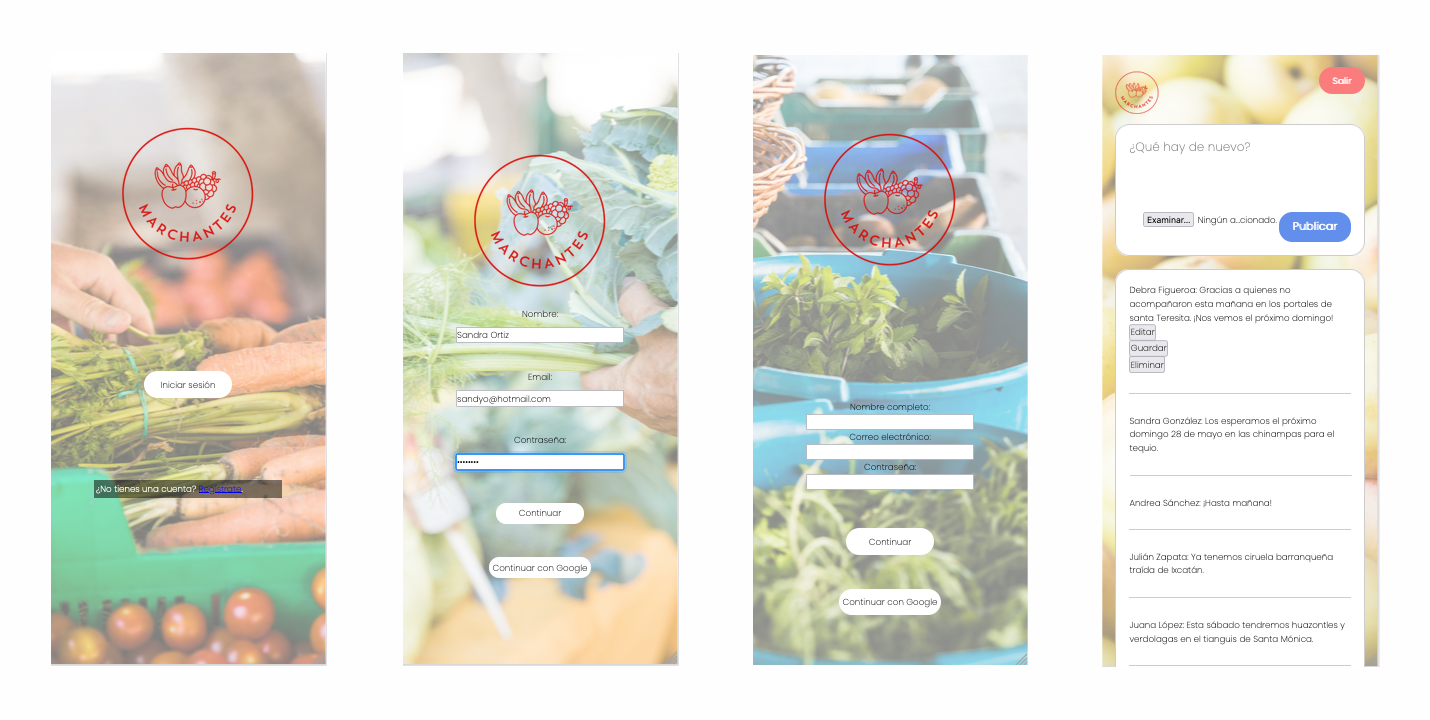 MARCHANTES
Iniciar sesión
¿No tienes una cuenta? Regístrate
MARCHANTES
Nombre:
Sandra Ortiz
Email:
sandyo@hotmail.com
Contraseña:
••••••••
Continuar
Continuar con Google
MARCHANTES
Nombre completo:
Correo electrónico:
Contraseña:
Continuar
Continuar con Google
MARCHANTES
Salir
¿Qué hay de nuevo?
Examinar... Ningún a...cionado.
Publicar
Debra Figueroa: Gracias a quienes no
acompañaron esta mañana en los portales de
santa Teresita. ¡Nos vemos el próximo domingo!
Editar
Guardar
Eliminar
Sandra González: Los esperamos el próximo
domingo 28 de mayo en las chinampas para el
tequio.
Andrea Sánchez: ¡Hasta mañana!
Julián Zapata: Ya tenemos ciruela barranqueña
traída de Ixcatán.
Juana López: Esta sábado tendremos huazontles y
verdolagas en el tianguis de Santa Mónica.